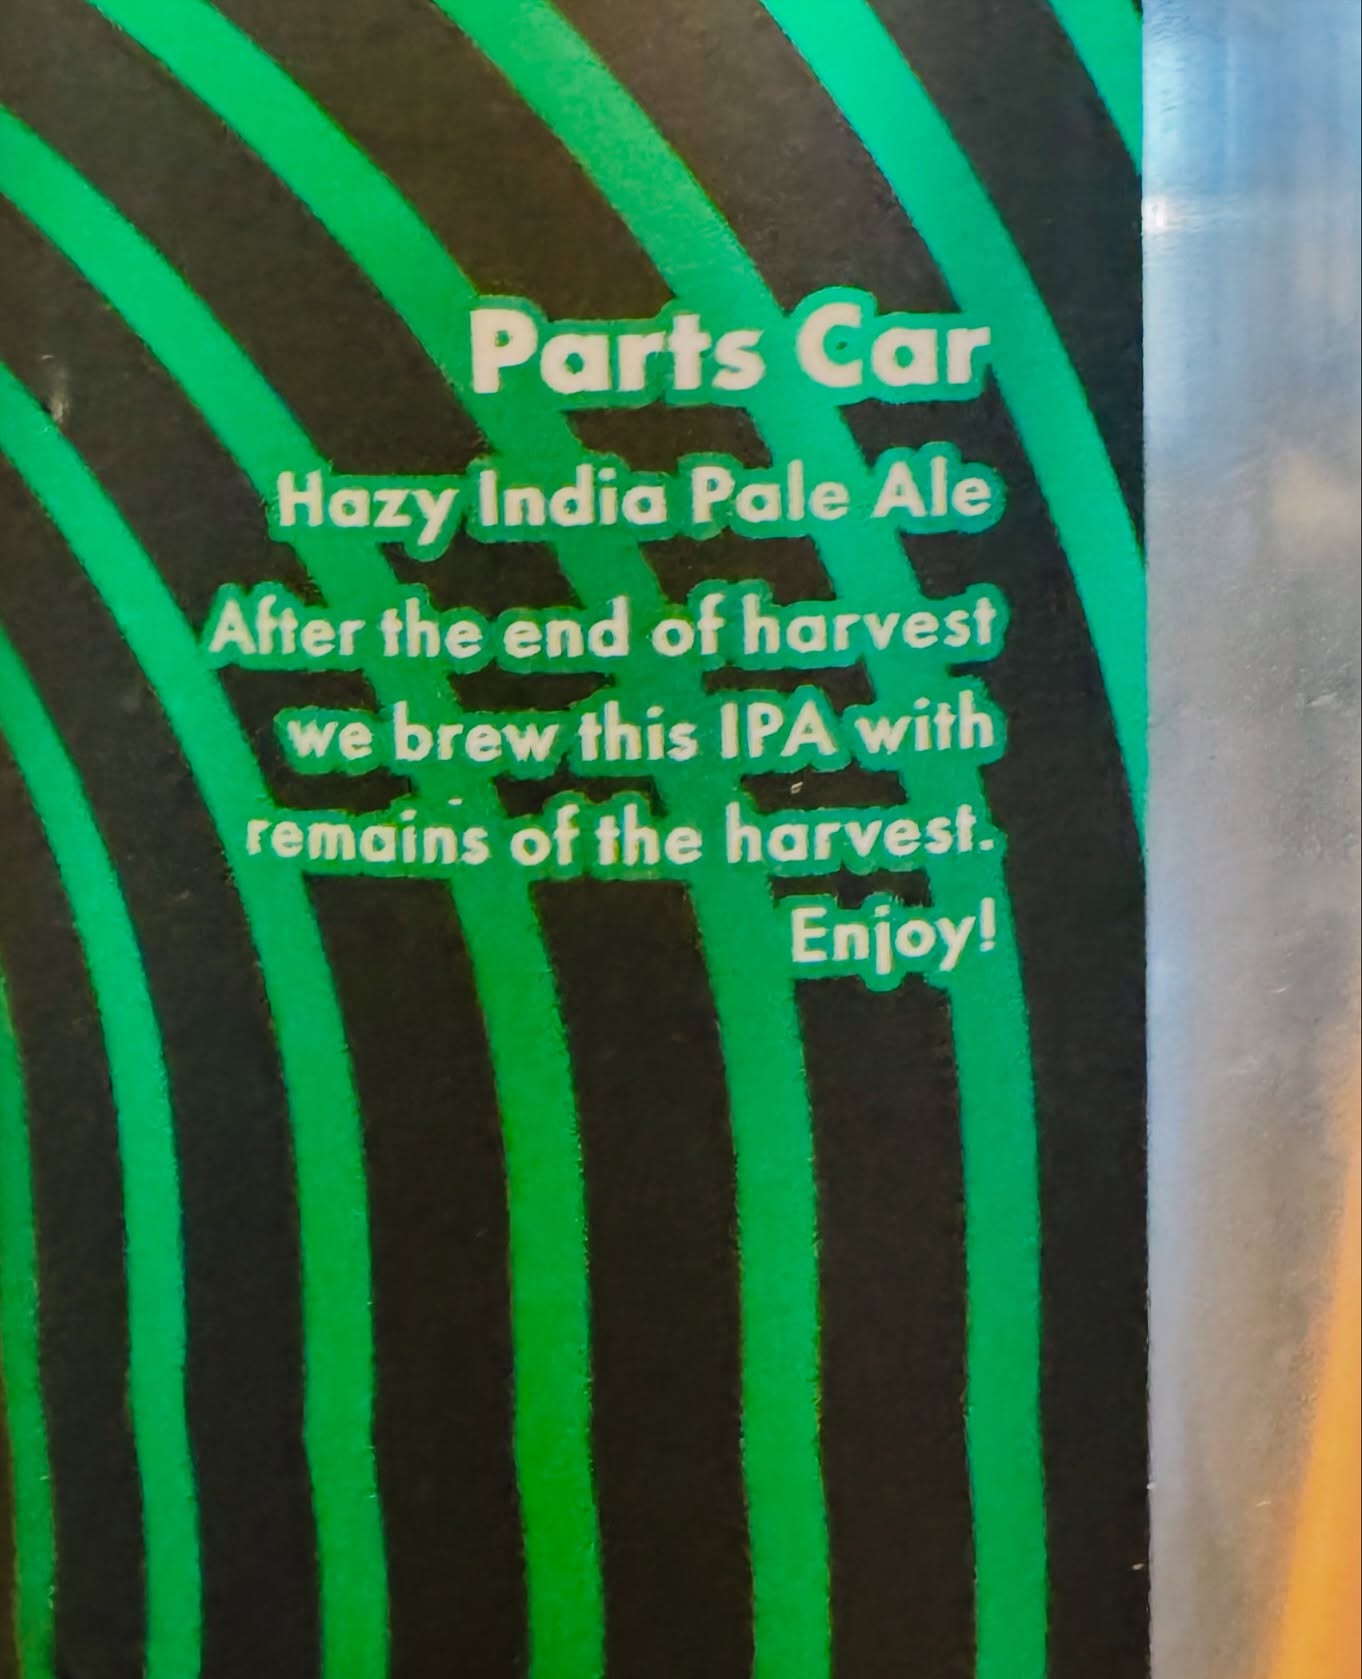 Parts Car
Hazy India Pale Ale
After the end of harvest
we brew this IPA with
remains of the harvest.
Enjoy!